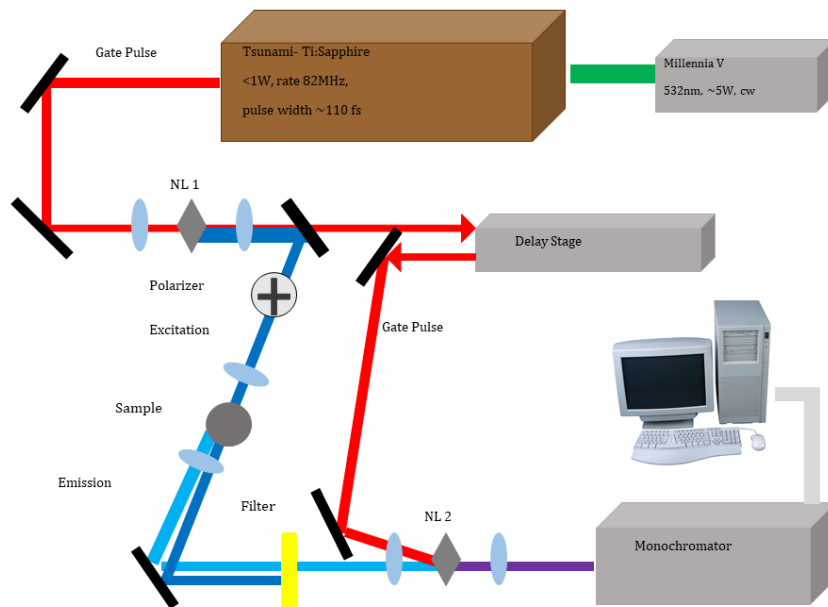 Gate Pulse
Tsunami- Ti:Sapphire
<1W, rate 82MHz,
pulse width ~110 fs
Millennia V
532nm, ~5W, cw
NL 1
Delay Stage
Polarizer
Excitation
Gate Pulse
Sample
Emission
Filter
NL 2
Monochromator